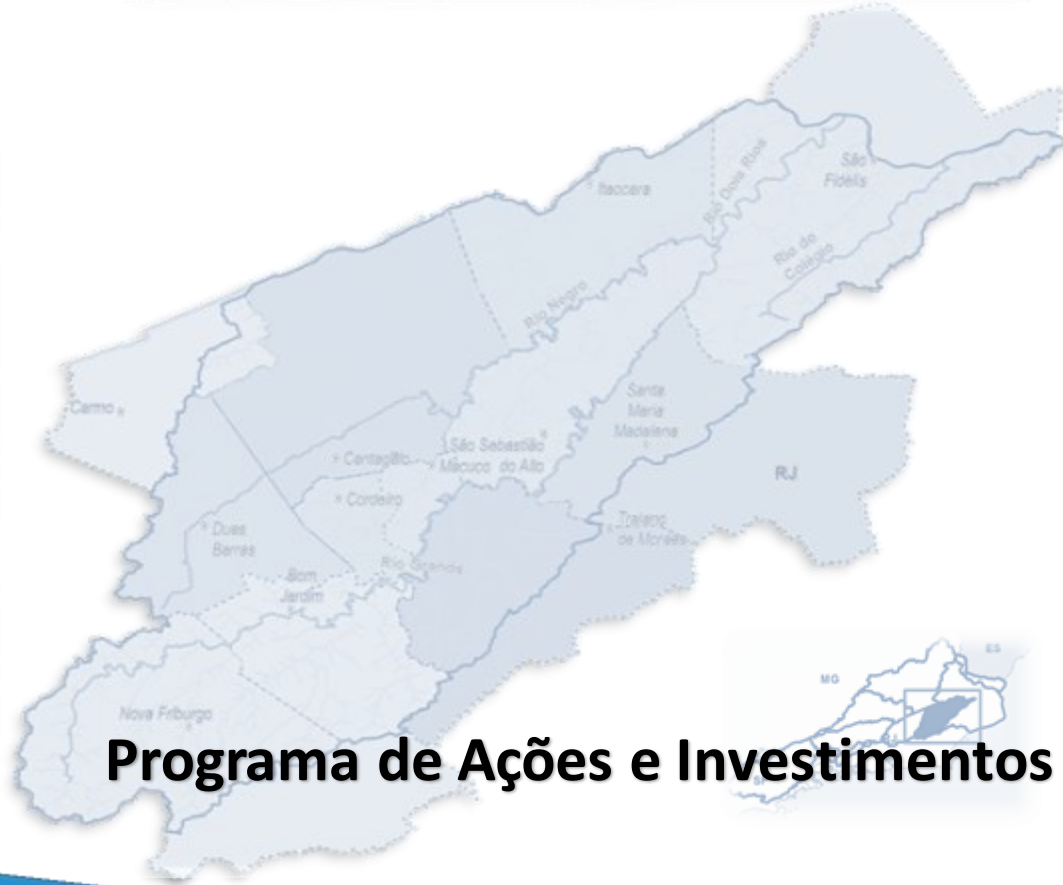 Itaocara
São
Fidélis
Rio Dois Rios
Rio do
Colégio
Rio Negro
Carmo
Santa
Maria
Madalena
São Sebastião
Macuco do Alto
Cantagalo
Cordeiro
RJ
Duas
Barras
Trajano
de Moraes
Rio Grande
Bom
Jardim
ES
MG
Nova Friburgo
Programa de Ações e Investimentos